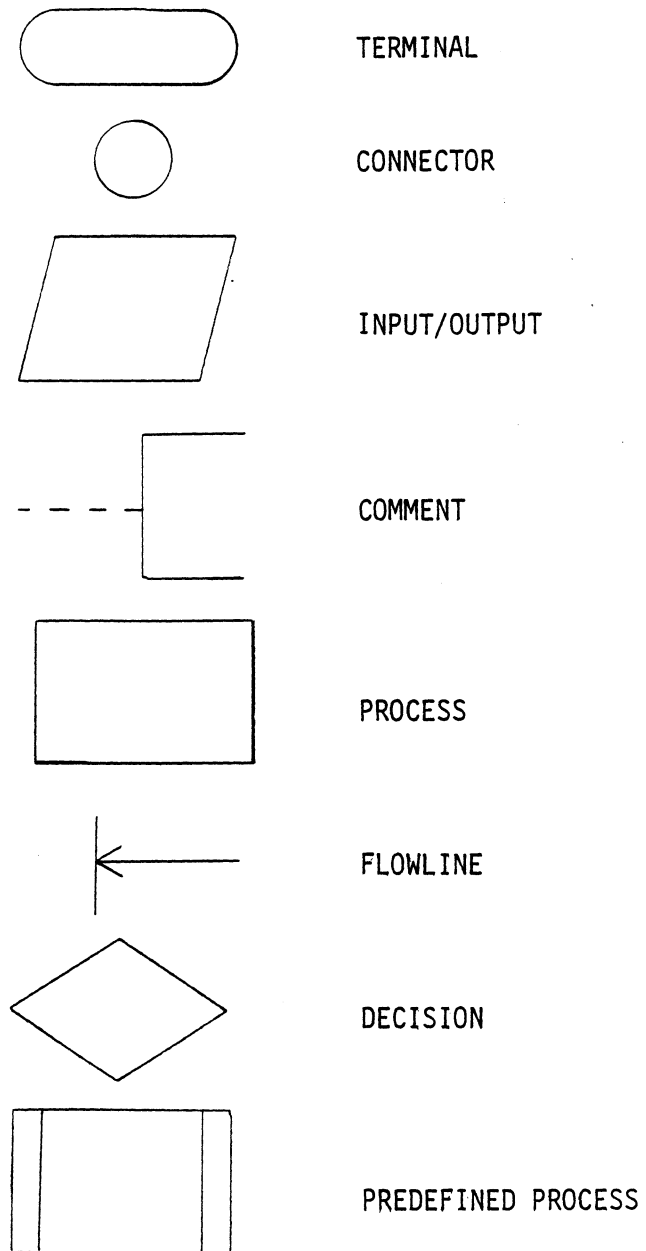 TERMINAL
CONNECTOR
INPUT/OUTPUT
COMMENT
PROCESS
FLOWLINE
DECISION
PREDEFINED PROCESS